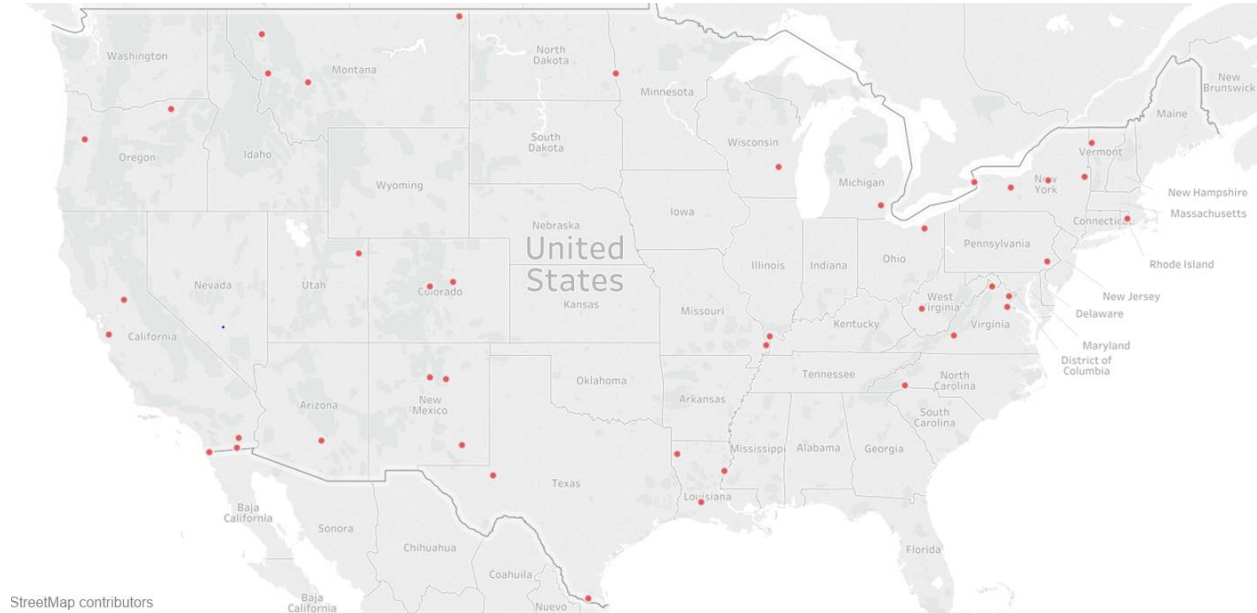 Washington
Montana
North
Dakota
Minnesota
New
Brunswick
Maine
Oregon
Idaho
South
Dakota
Wisconsin
Vermont
Wyoming
Michigan
New
York
New Hampshire
Massachusetts
Iowa
Nebraska
Connecticut
Pennsylvania
Rhode Island
United
States
Nevada
Utah
Colorado
Kansas
Illinois
Indiana
Ohio
New Jersey
West
Virginia
Delaware
California
Missouri
Kentucky
Virginia
Maryland
District of
Columbia
Oklahoma
Tennessee
North
Carolina
Arizona
New
Mexico
Arkansas
South
Carolina
Mississippi
Alabama
Georgia
Texas
Louisiana
Baja
California
Sonora
Chihuahua
Florida
Coahuila
Baja
California
Nuevo
StreetMap contributors